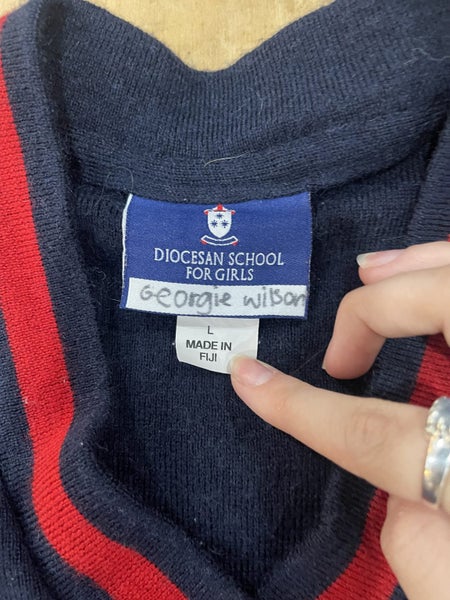 DIOCESAN SCHOOL
FOR GIRLS
Georgie Wilson
L
MADE IN
FIJI